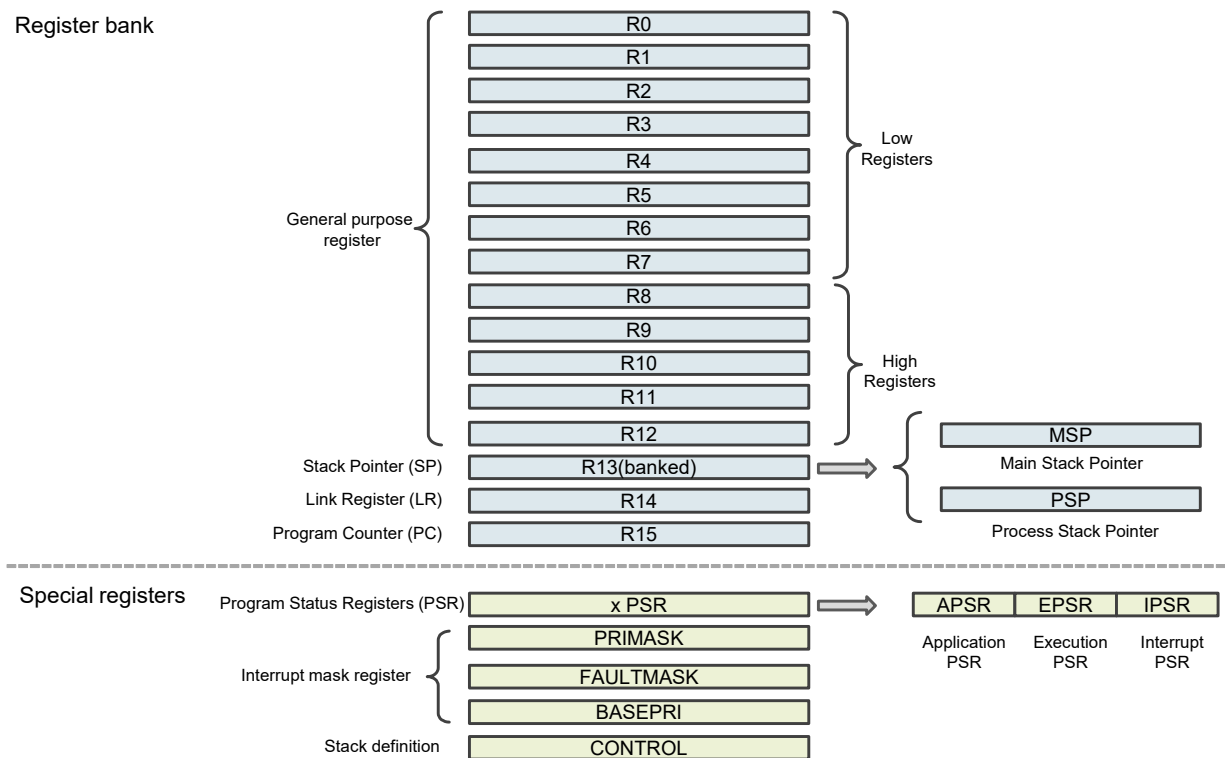 Register bank
R0
R1
R2
R3
R4
R5
R6
R7
Low
Registers
General purpose
register
R8
R9
R10
R11
R12
High
Registers
Stack Pointer (SP)
R13(banked)
MSP
Main Stack Pointer
Link Register (LR)
R14
PSP
Process Stack Pointer
Program Counter (PC)
R15
Special registers
Program Status Registers (PSR)
x PSR
APSR
EPSR
IPSR
Application
PSR
Execution
PSR
Interrupt
PSR
Interrupt mask register
PRIMASK
FAULTMASK
BASEPRI
Stack definition
CONTROL